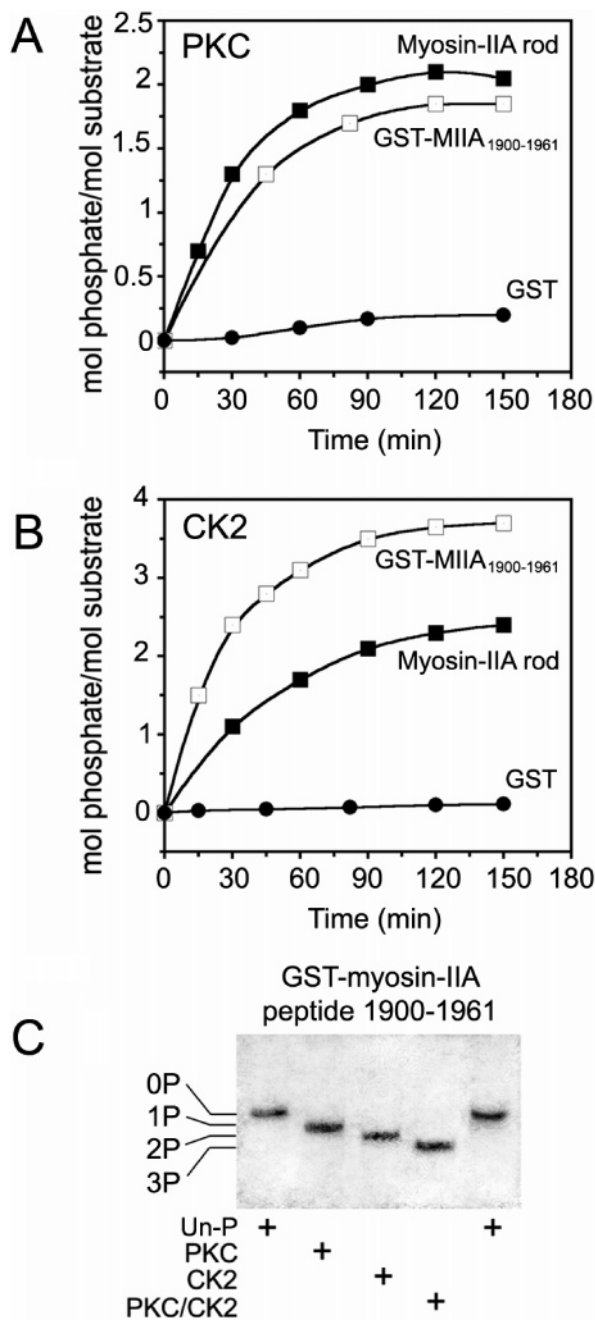 A
PKC
mol phosphate/mol substrate
2.5
2
1.5
1
0.5
0
Myosin-IIA rod
GST-MIIA1900-1961
GST
0 30 60 90 120 150 180
Time (min)
B
CK2
mol phosphate/mol substrate
4
3
2
1
0
GST-MIIA1900-1961
Myosin-IIA rod
GST
0 30 60 90 120 150 180
Time (min)
C
GST-myosin-IIA
peptide 1900-1961
0P
1P
2P
3P
Un-P + +
PKC +
CK2 +
PKC/CK2 +